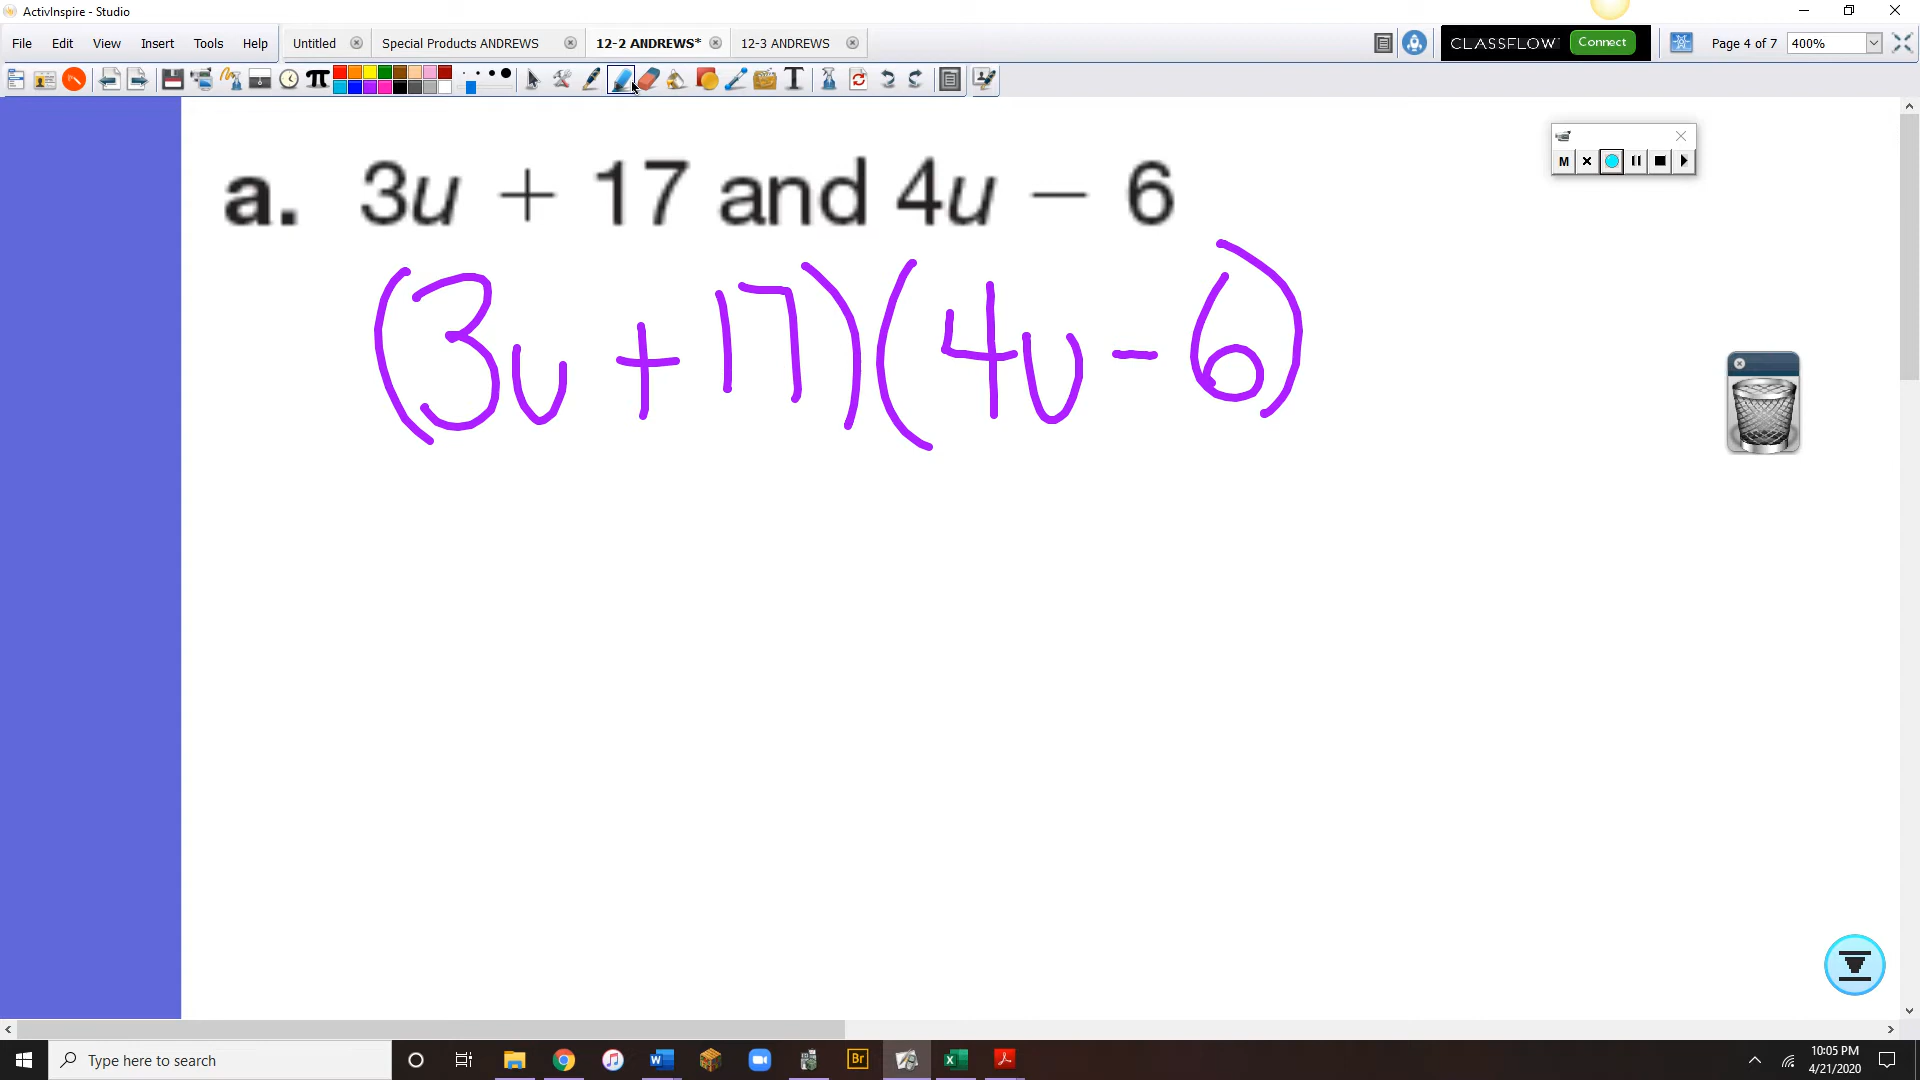 ActivInspire - Studio
File Edit View Insert Tools Help Untitled Special Products ANDREWS 12-2 ANDREWS* 12-3 ANDREWS CLASSFLOW Connect Page 4 of 7 400%
M
a. 3u + 17 and 4u − 6
(3u + 17)(4u - 6)
Type here to search
W
Br
10:05 PM
4/21/2020